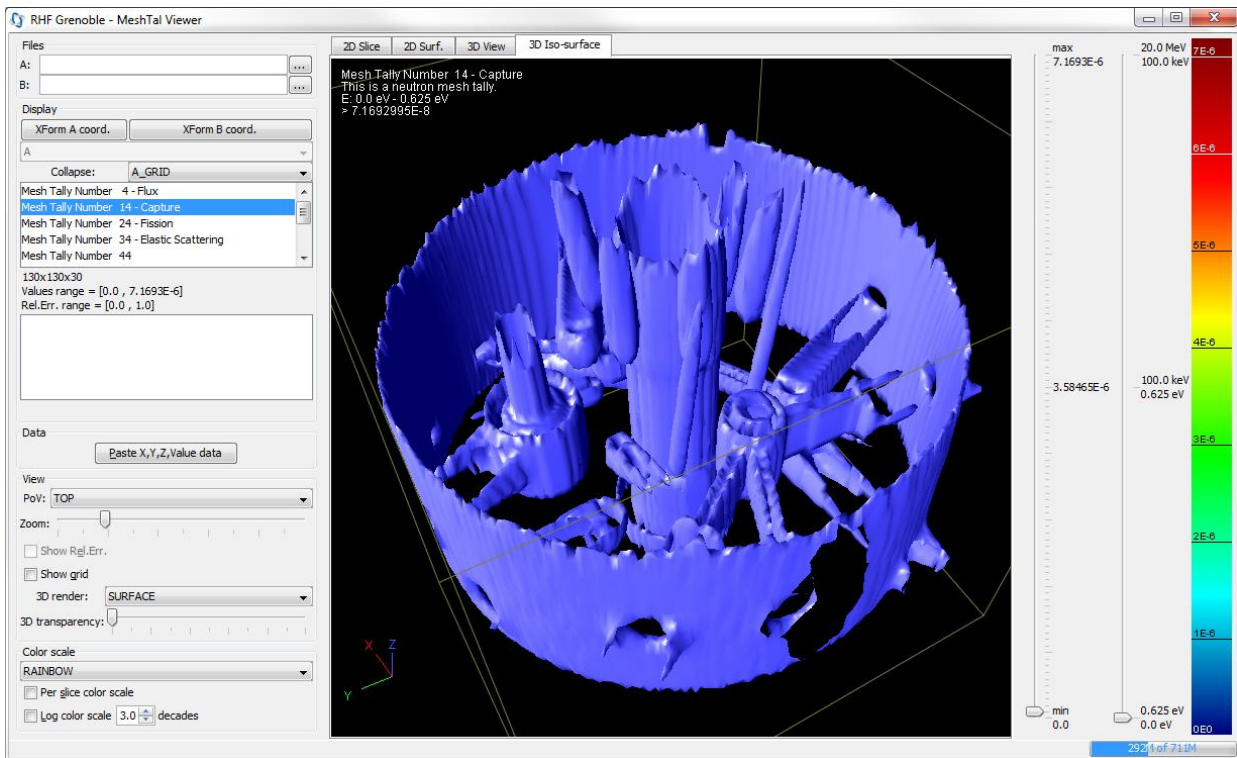 RHF Grenoble - MeshTal Viewer
Files
A: ...
B: ...
Display
XForm A coord. XForm B coord.
A
Collapse: A_GRID
Mesh Tally Number 4 - Flux
Mesh Tally Number 14 - Capture
Mesh Tally Number 24 - Fission
Mesh Tally Number 34 - Elastic Scattering
Mesh Tally Number 44
130x130x30
Values range = [0.0 , 7.1693E-6]
Rel.Err. range = [0.0 , 1.0]
Data
Paste X,Y,Z,Value data
View
PoV: TOP
Zoom:
Show Rel.Err.
Show grid
3D render: SURFACE
3D transparency:
Color scale
RAINBOW
Per slice color scale
Log color scale 3.0 decades
2D Slice 2D Surf. 3D View 3D Iso-surface
Mesh Tally Number 14 - Capture
This is a neutron mesh tally.
E: 0.0 eV - 0.625 eV
> 7.1692995E-8
X Z
Y
max
7.1693E-6
3.58465E-6
min
0.0
20.0 MeV
100.0 keV
100.0 keV
0.625 eV
0.625 eV
0.0 eV
7E-6
6E-6
5E-6
4E-6
3E-6
2E-6
1E-6
0E0
292M of 711M